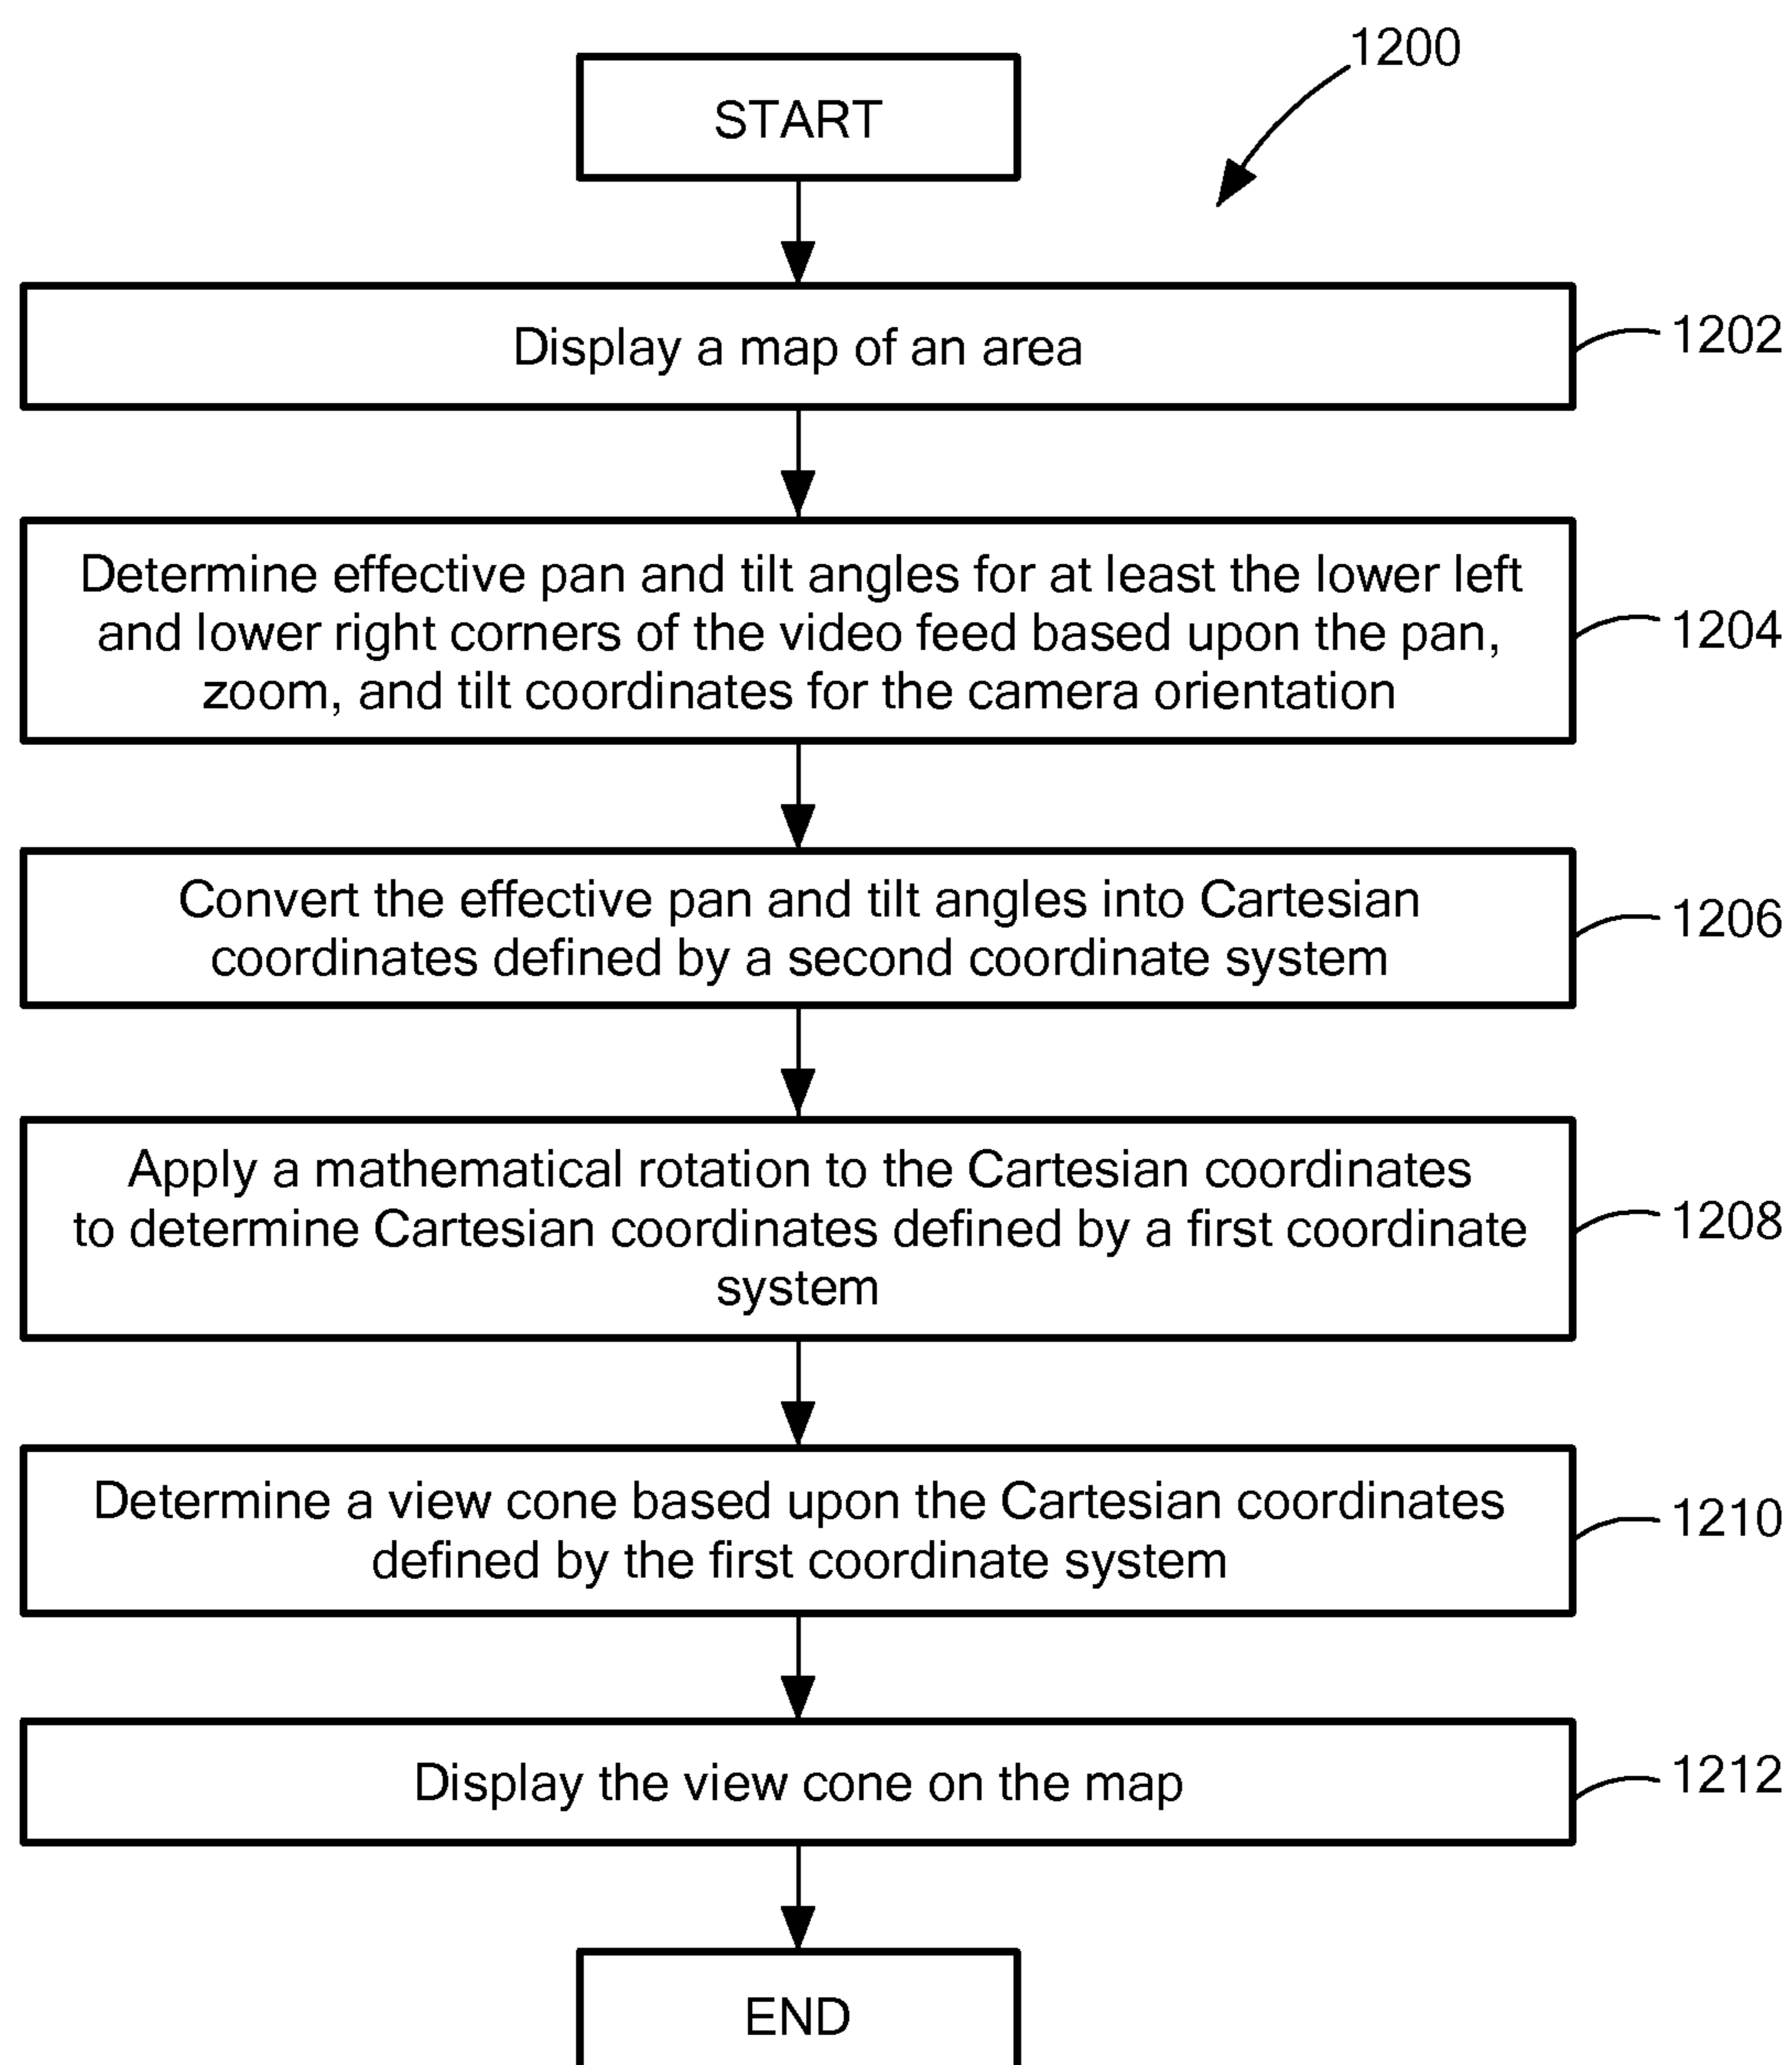 1200
START
Display a map of an area
1202
Determine effective pan and tilt angles for at least the lower left
and lower right corners of the video feed based upon the pan,
zoom, and tilt coordinates for the camera orientation
1204
Convert the effective pan and tilt angles into Cartesian
coordinates defined by a second coordinate system
1206
Apply a mathematical rotation to the Cartesian coordinates
to determine Cartesian coordinates defined by a first coordinate
system
1208
Determine a view cone based upon the Cartesian coordinates
defined by the first coordinate system
1210
Display the view cone on the map
1212
END